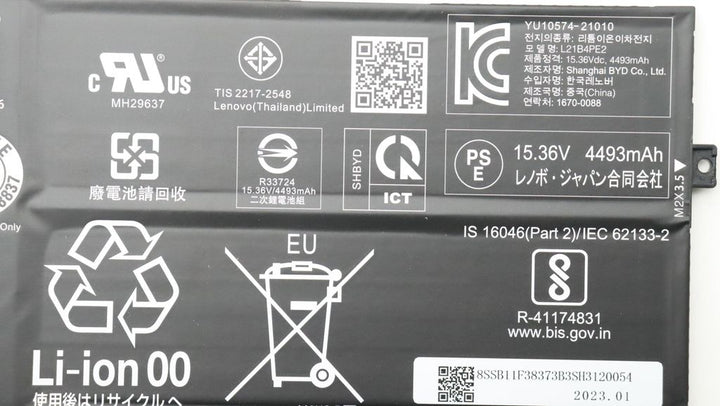 c RU US
MH29637
TIS 2217-2548
Lenovo(Thailand)Limited
YU10574-21010
전지의종류: 리튬이온이차전지
모 델 명: L21B4PE2
제품정격: 15.36Vdc, 4493mAh
제조자명: Shanghai BYD Co., Ltd.
수입자명: 한국레노버
제조국명: 중국(China)
연락처: 1670-0088
廢電池請回收
R33724
15.36V/4493mAh
二次鋰電池組
SHBYD
ICT
PS
E
15.36V 4493mAh
レノボ・ジャパン合同会社
M2X3.5
Only
IS 16046(Part 2)/IEC 62133-2
R-41174831
www.bis.gov.in
EU
Li-ion 00
使用後はリサイクルへ
8SSB11F38373B3SH3120054
2023.01